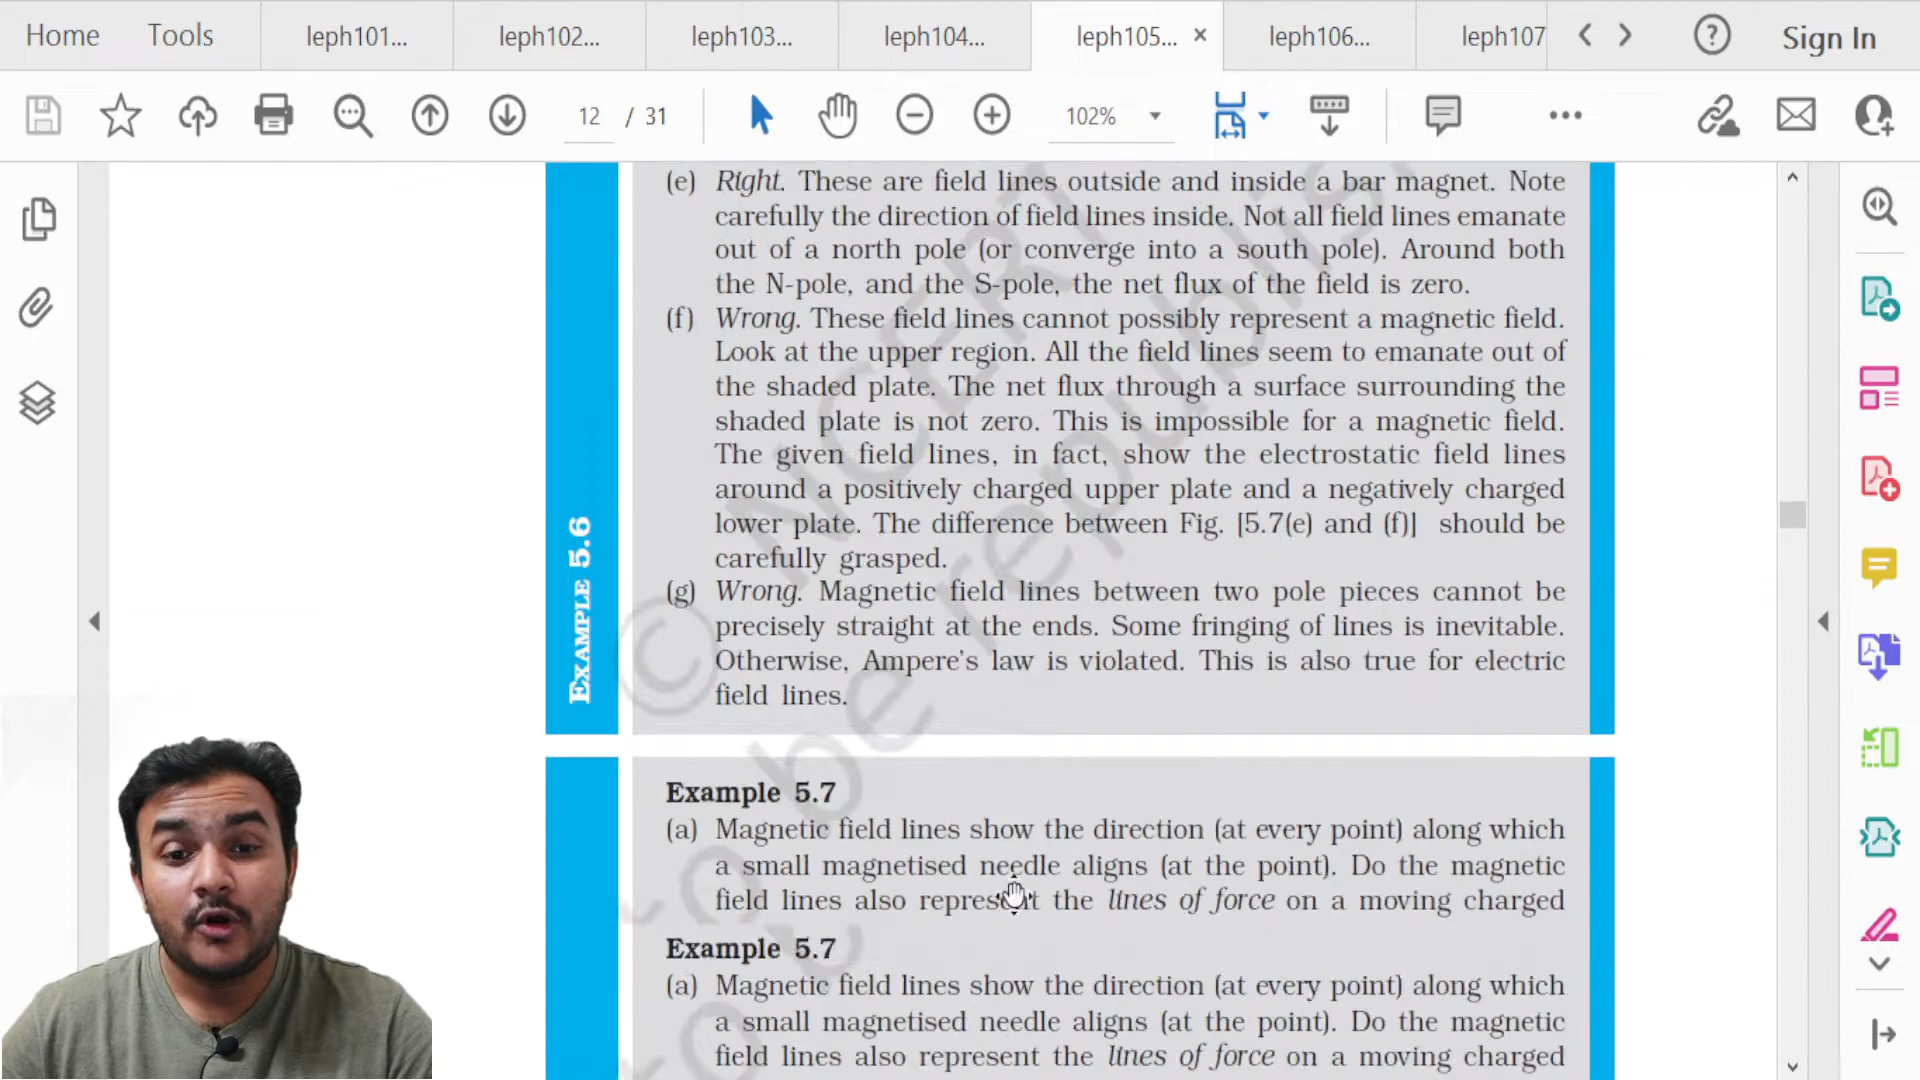 Home Tools leph101... leph102... leph103... leph104... leph105... × leph106... leph107 Sign In
12 / 31 102%
(e) Right. These are field lines outside and inside a bar magnet. Note
carefully the direction of field lines inside. Not all field lines emanate
out of a north pole (or converge into a south pole). Around both
the N-pole, and the S-pole, the net flux of the field is zero.
(f) Wrong. These field lines cannot possibly represent a magnetic field.
Look at the upper region. All the field lines seem to emanate out of
the shaded plate. The net flux through a surface surrounding the
shaded plate is not zero. This is impossible for a magnetic field.
The given field lines, in fact, show the electrostatic field lines
around a positively charged upper plate and a negatively charged
lower plate. The difference between Fig. [5.7(e) and (f)] should be
carefully grasped.
(g) Wrong. Magnetic field lines between two pole pieces cannot be
precisely straight at the ends. Some fringing of lines is inevitable.
Otherwise, Ampere's law is violated. This is also true for electric
field lines.
EXAMPLE 5.6
© NCERT
be republis
Example 5.7
(a) Magnetic field lines show the direction (at every point) along which
a small magnetised needle aligns (at the point). Do the magnetic
field lines also represent the lines of force on a moving charged
Example 5.7
(a) Magnetic field lines show the direction (at every point) along which
a small magnetised needle aligns (at the point). Do the magnetic
field lines also represent the lines of force on a moving charged